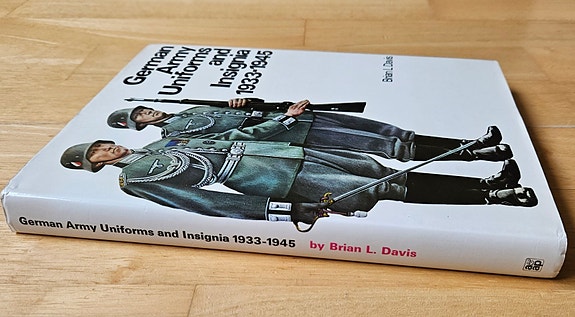 German
Army
Uniforms
and
Insignia
1933-1945
Brian L. Davis
German Army Uniforms and Insignia 1933-1945 by Brian L. Davis